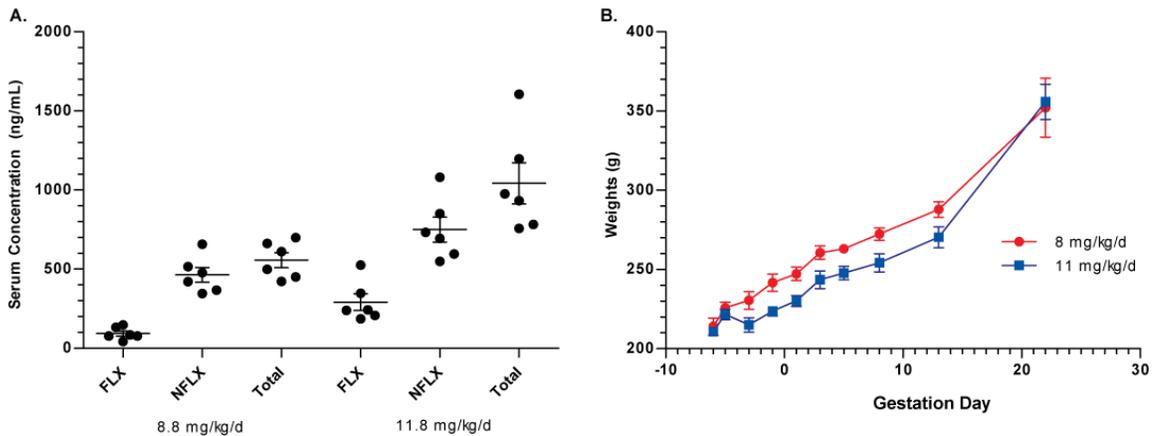 A.
Serum Concentration (ng/mL)
2000
1500
1000
500
0
FLX
NFLX
Total
FLX
NFLX
Total
8.8 mg/kg/d
11.8 mg/kg/d
B.
Weights (g)
400
350
300
250
200
-10
0
10
20
30
Gestation Day
8 mg/kg/d
11 mg/kg/d